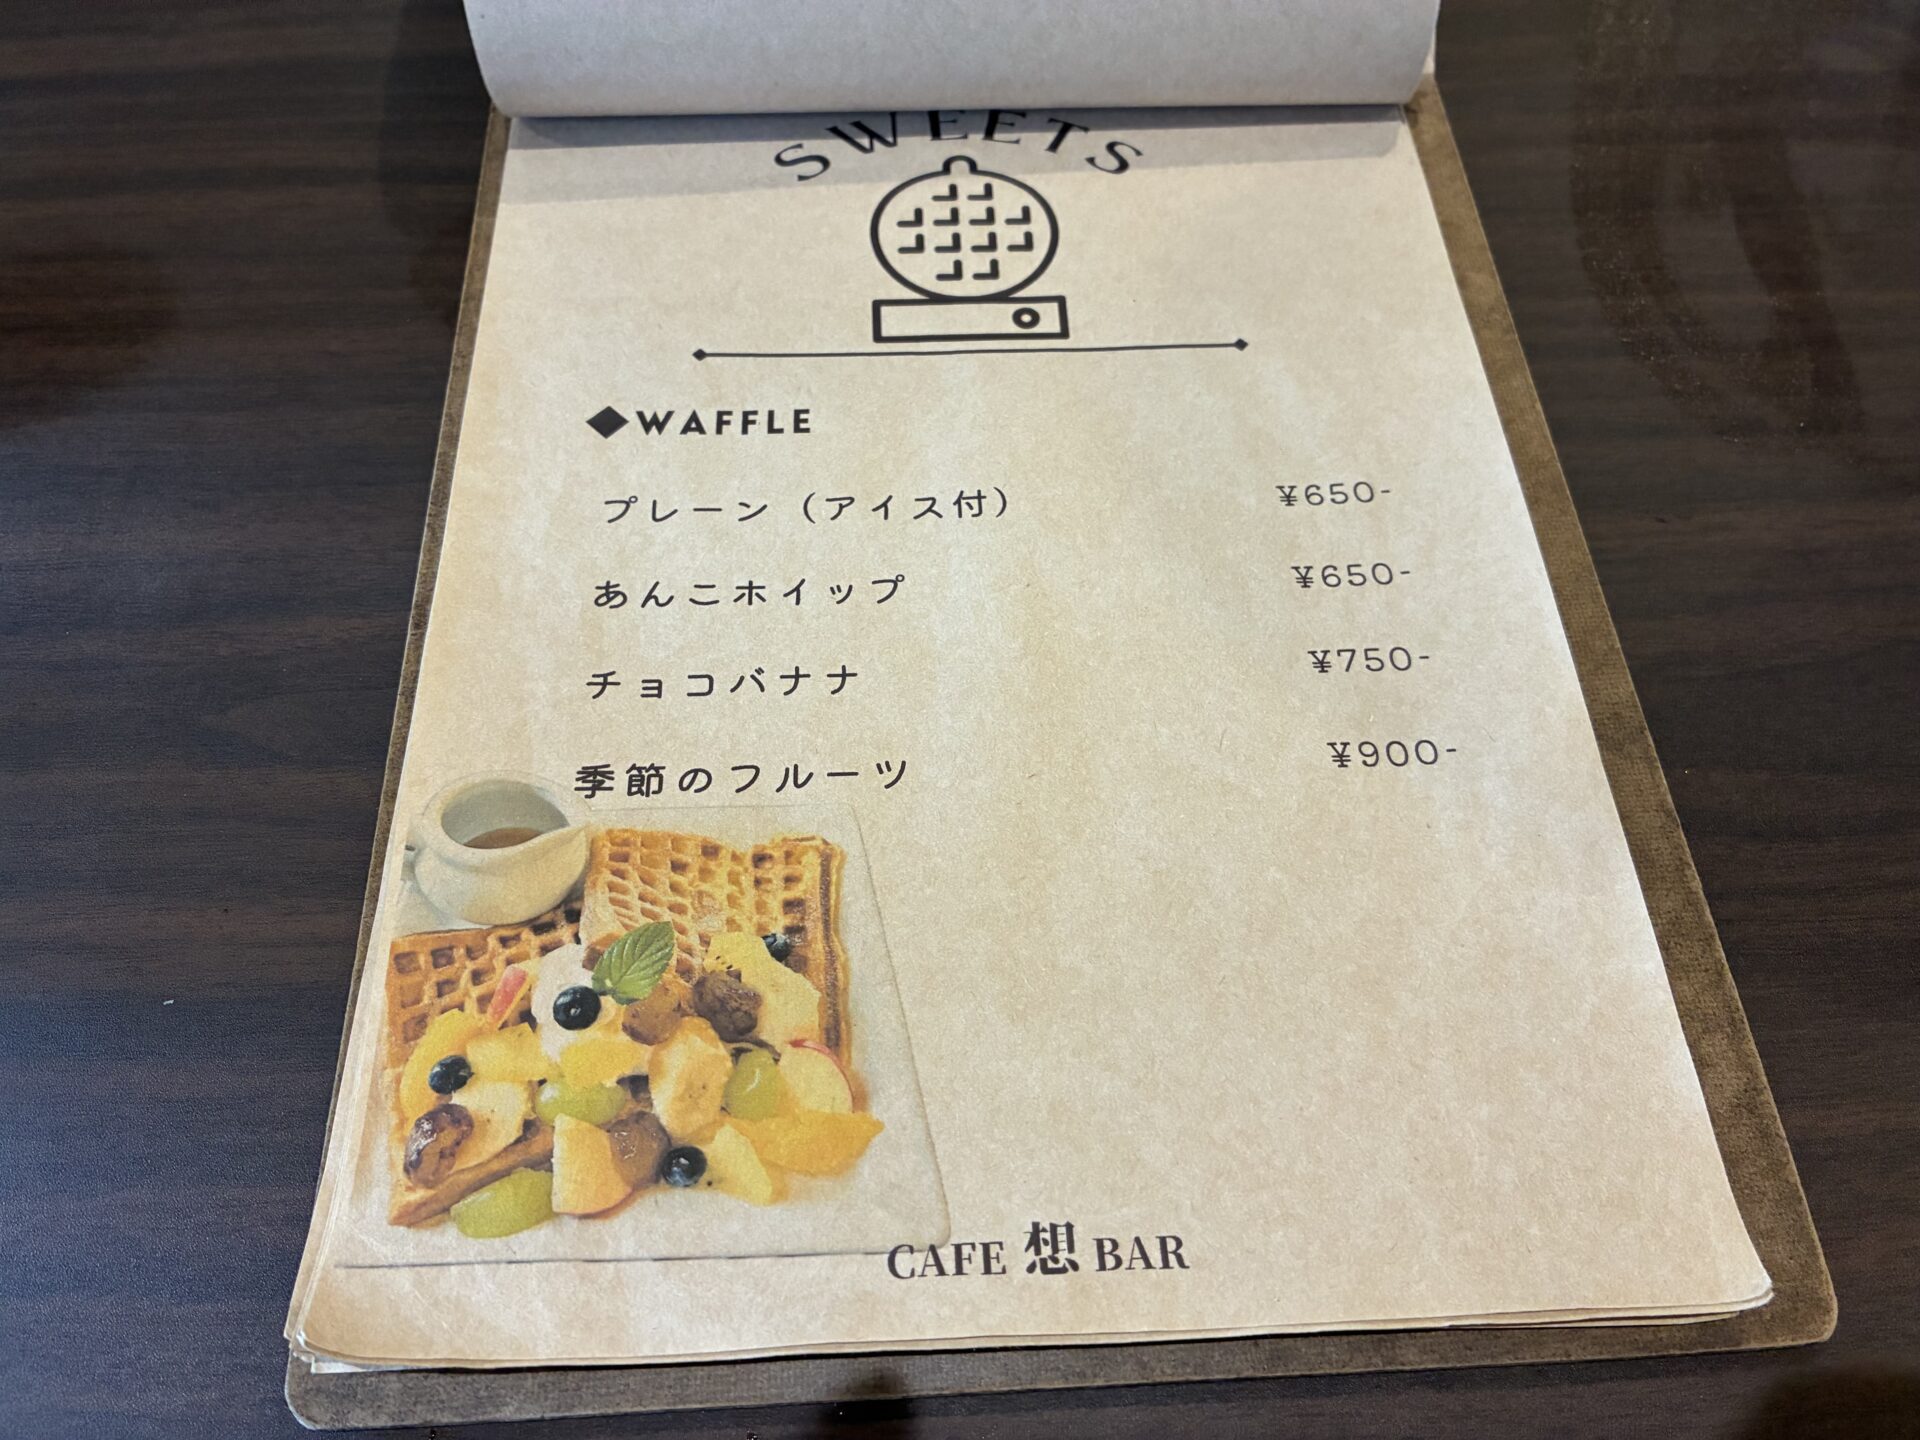 SWEETS
◆WAFFLE
プレーン（アイス付） ¥650-
あんこホイップ ¥650-
チョコバナナ ¥750-
季節のフルーツ ¥900-
CAFE 想 BAR